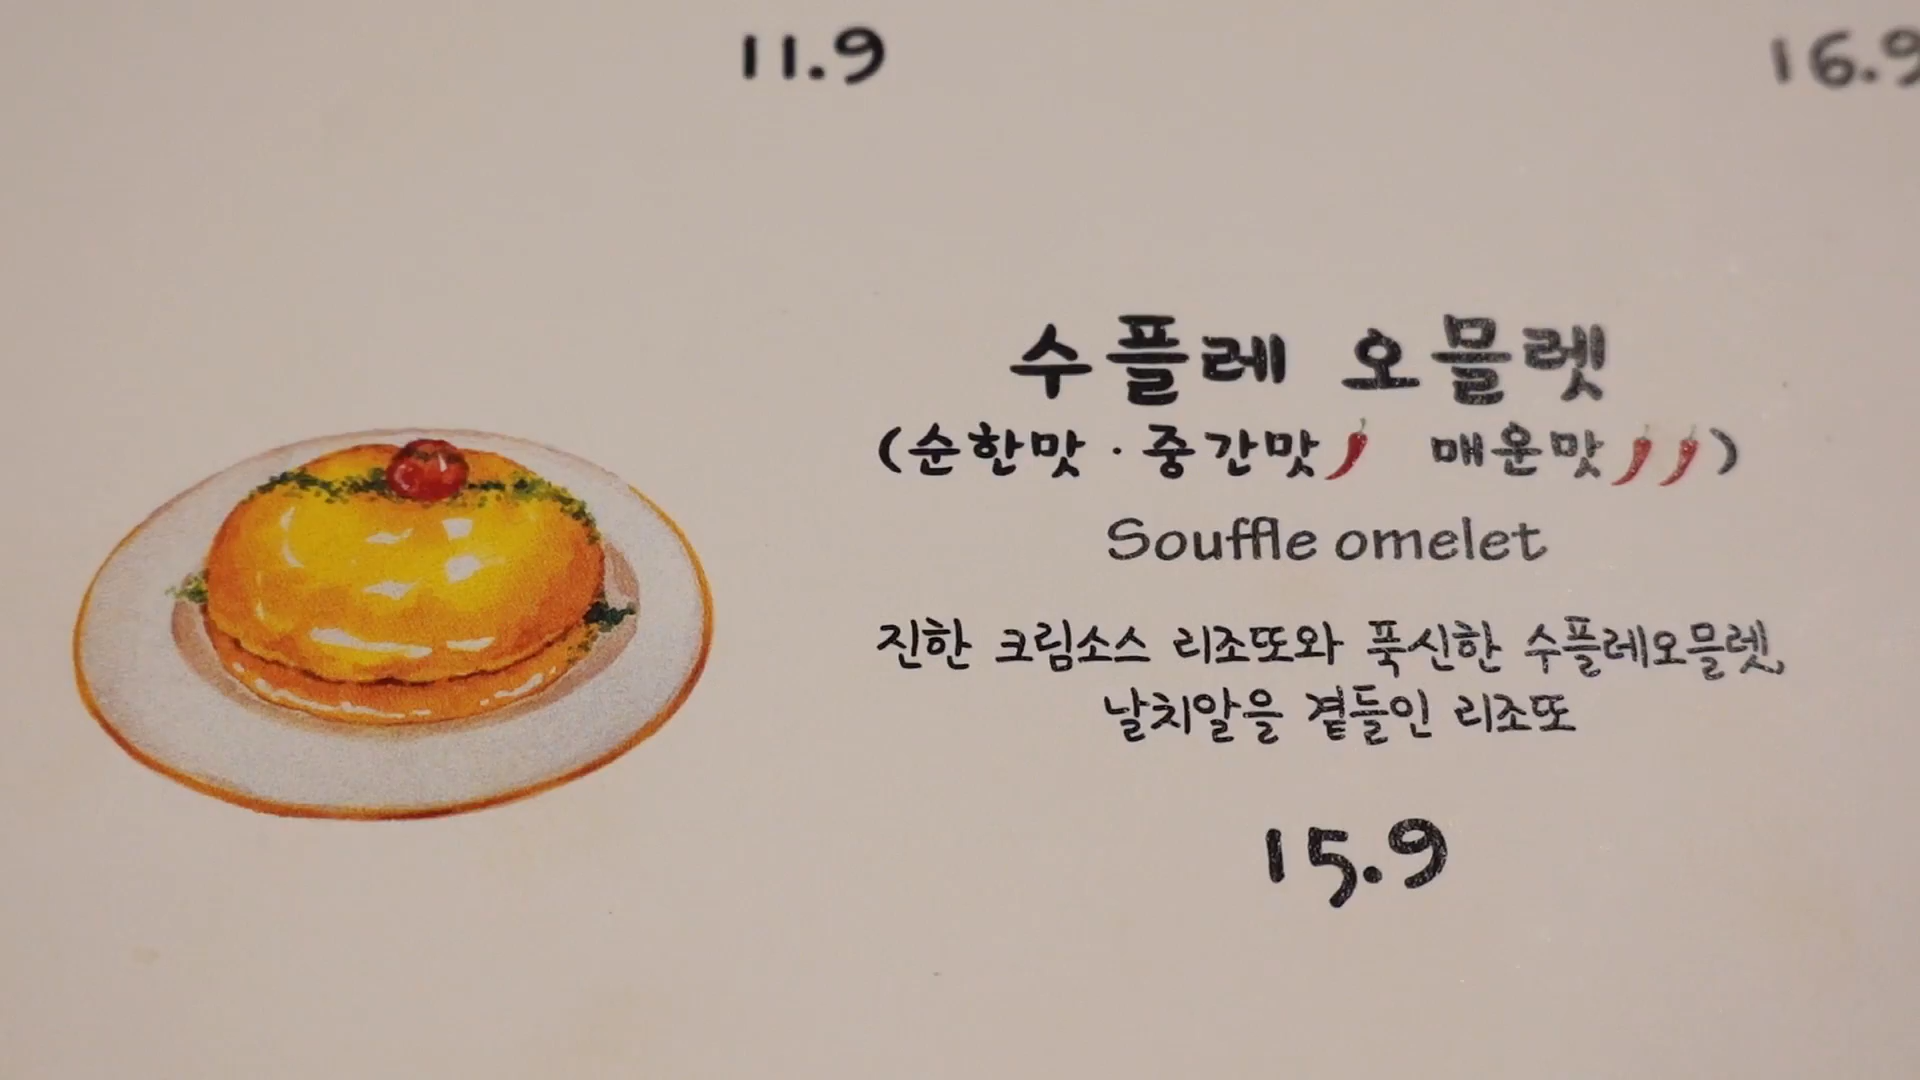 11.9
16.9
수플레 오믈렛
(순한맛 · 중간맛 매운맛)
Souffle omelet
진한 크림소스 리조또와 푹신한 수플레오믈렛,
날치알을 곁들인 리조또
15.9